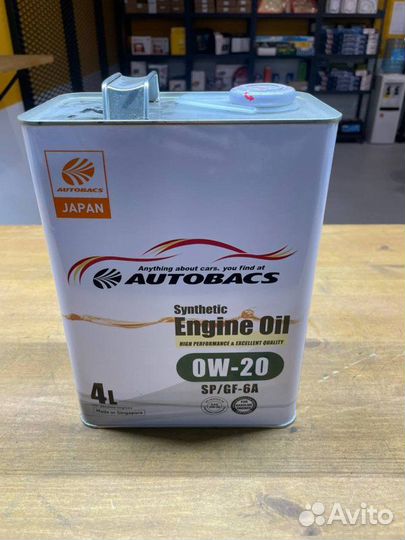 AUTOBACS
JAPAN
Anything about cars, you find at
AUTOBACS
Synthetic
Engine Oil
HIGH PERFORMANCE & EXCELLENT QUALITY
0W-20
SP/GF-6A
4L
Made in Singapore
Avito